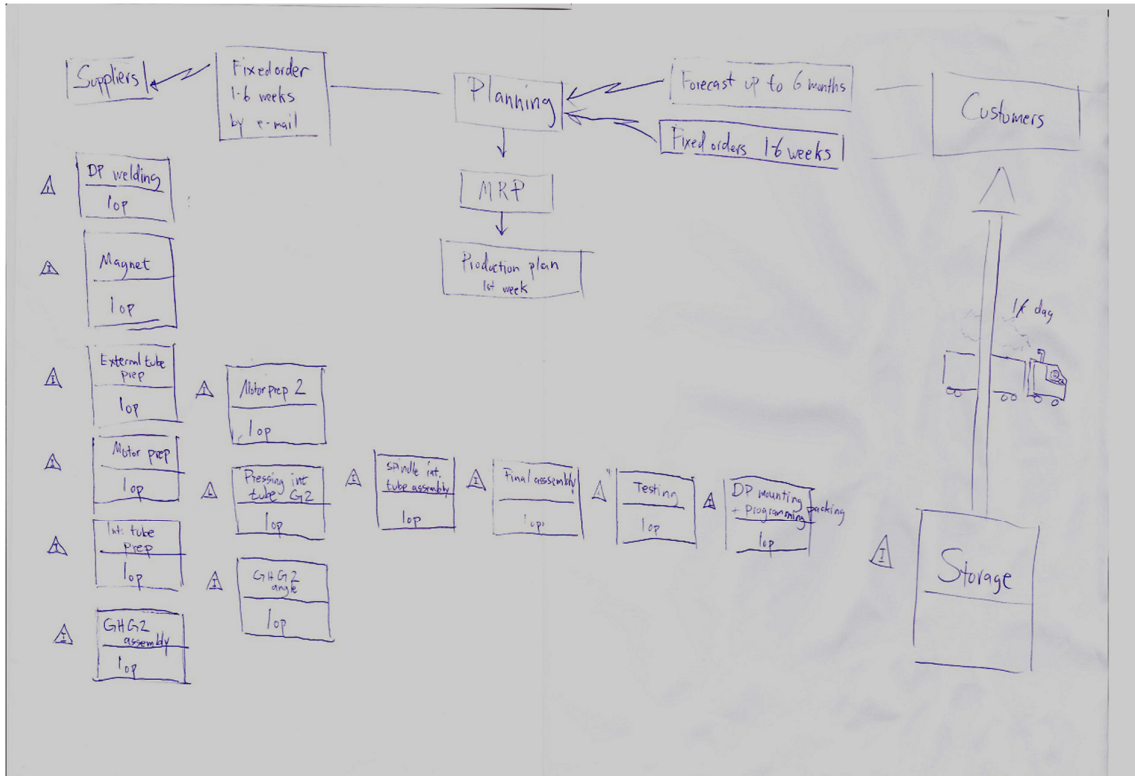 Suppliers
Fixed order
1-6 weeks
by e-mail
Planning
Forecast up to 6 months
Fixed orders 1-6 weeks
Customers
MRP
Production plan
1st week
1x day
DP welding
1op
Magnet
1op
External tube
prep
1op
Motor prep 2
1op
Motor prep
1op
Pressing int
tube G2
1op
Spindle int.
tube assembly
1op
Final assembly
1op
Testing
1op
DP mounting packing
+ programming
1op
Int. tube
prep
1op
GHG2
angle
1op
GHG2
assembly
1op
Storage
I
I
I
I
I
I
I
I
I
I
I
I
I